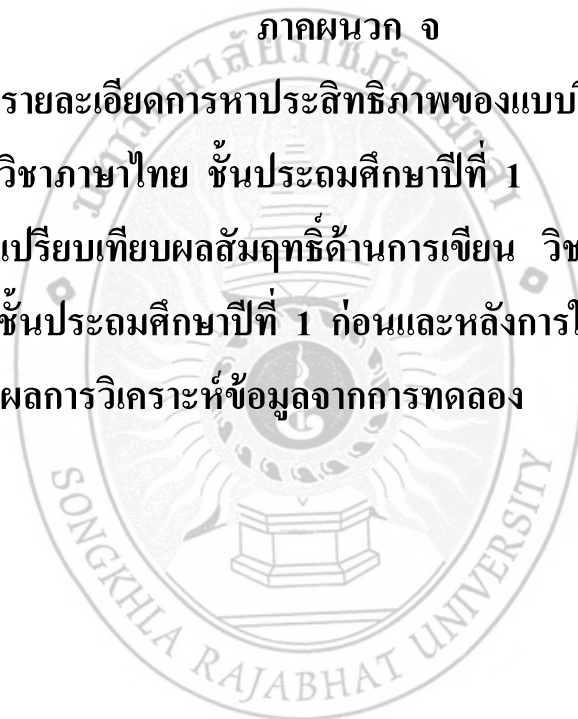 ภาคผนวก จ
รายละเอียดการหาประสิทธิภาพของแบบ
วิชาภาษาไทย ชั้นประถมศึกษาปีที่ 1
เปรียบเทียบผลสัมฤทธิ์ด้านการเขียน วิช
ชั้นประถมศึกษาปีที่ 1 ก่อนและหลังการใ
ผลการวิเคราะห์ข้อมูลจากการทดลอง
SONGKHLA RAJABHAT UNIVERSITY